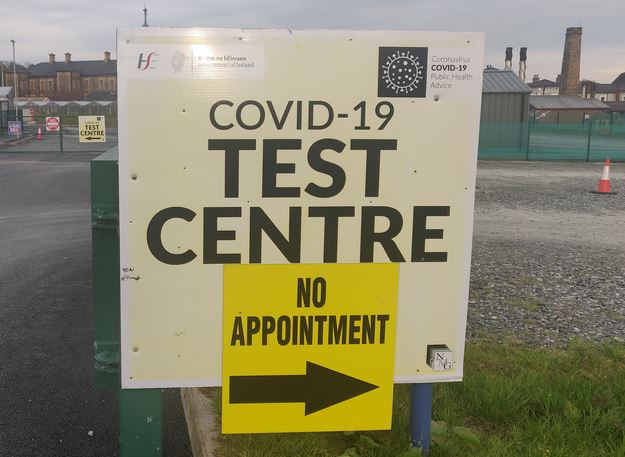 HSE
Rialtas na hÉireann
Government of Ireland
Coronavirus
COVID-19
Public Health
Advice
COVID-19
TEST
CENTRE
NO
APPOINTMENT
TEST
CENTRE